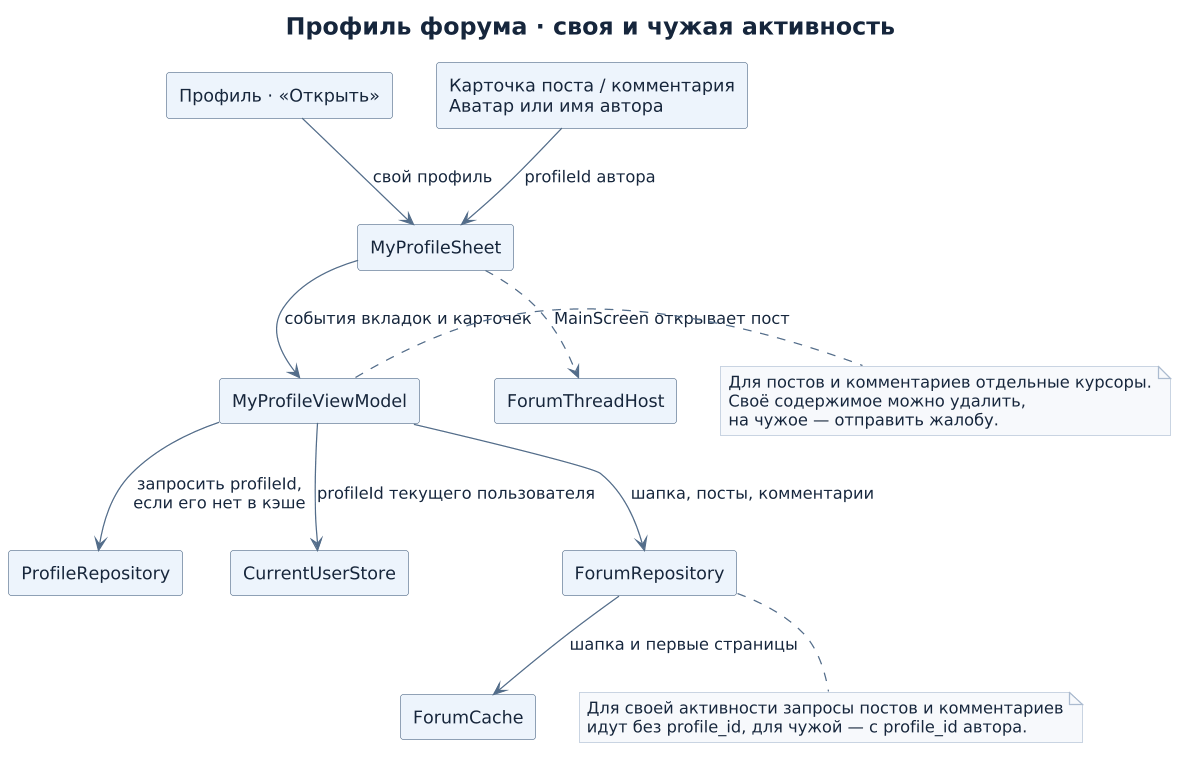 Профиль форума · своя и чужая активность
Профиль · «Открыть»
Карточка поста / комментария
Аватар или имя автора
свой профиль
profileId автора
MyProfileSheet
события вкладок и карточек
MainScreen открывает пост
MyProfileViewModel
ForumThreadHost
Для постов и комментариев отдельные курсоры.
Своё содержимое можно удалить,
на чужое — отправить жалобу.
запросить profileId,
если его нет в кэше
profileId текущего пользователя
шапка, посты, комментарии
ProfileRepository
CurrentUserStore
ForumRepository
шапка и первые страницы
ForumCache
Для своей активности запросы постов и комментариев
идут без profile_id, для чужой — с profile_id автора.